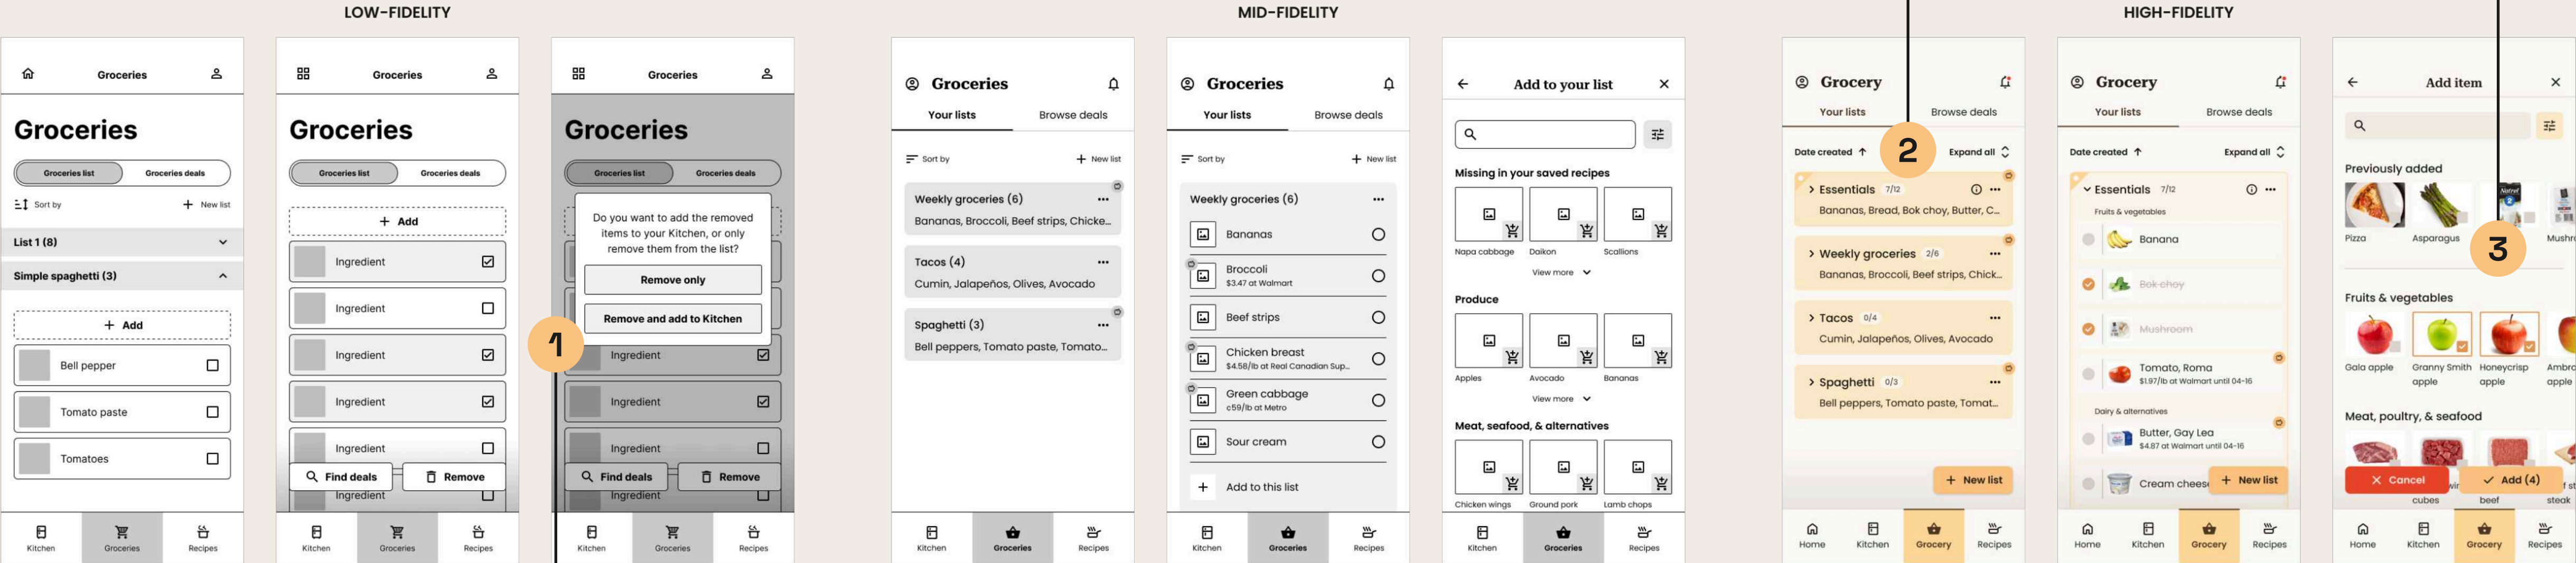 LOW-FIDELITY
Groceries
Groceries
Groceries list
Groceries deals
Sort by
+ New list
List 1 (8)
Simple spaghetti (3)
+ Add
Bell pepper
Tomato paste
Tomatoes
Kitchen
Groceries
Recipes
Groceries
Groceries
Groceries list
Groceries deals
+ Add
Ingredient
Ingredient
Ingredient
Ingredient
Ingredient
Find deals
Remove
Ingredient
Kitchen
Groceries
Recipes
Groceries
Groceries
Groceries list
Groceries deals
Do you want to add the removed
items to your Kitchen, or only
remove them from the list?
Remove only
Remove and add to Kitchen
1
Ingredient
Ingredient
Ingredient
Find deals
Remove
Ingredient
Kitchen
Groceries
Recipes
MID-FIDELITY
Groceries
Your lists
Browse deals
Sort by
+ New list
Weekly groceries (6)
Bananas, Broccoli, Beef strips, Chicke...
Tacos (4)
Cumin, Jalapeños, Olives, Avocado
Spaghetti (3)
Bell peppers, Tomato paste, Tomato...
Kitchen
Groceries
Recipes
Groceries
Your lists
Browse deals
Sort by
+ New list
Weekly groceries (6)
Bananas
Broccoli
$3.47 at Walmart
Beef strips
Chicken breast
$4.58/lb at Real Canadian Sup...
Green cabbage
c59/lb at Metro
Sour cream
+ Add to this list
Kitchen
Groceries
Recipes
Add to your list
Missing in your saved recipes
Napa cabbage
Daikon
Scallions
View more
Produce
Apples
Avocado
Bananas
View more
Meat, seafood, & alternatives
Chicken wings
Ground pork
Lamb chops
Kitchen
Groceries
Recipes
HIGH-FIDELITY
Grocery
Your lists
Browse deals
Date created
2
Expand all
Essentials 7/12
Bananas, Bread, Bok choy, Butter, C...
Weekly groceries 2/6
Bananas, Broccoli, Beef strips, Chick...
Tacos 0/4
Cumin, Jalapeños, Olives, Avocado
Spaghetti 0/3
Bell peppers, Tomato paste, Tomat...
+ New list
Home
Kitchen
Grocery
Recipes
Grocery
Your lists
Browse deals
Date created
Expand all
Essentials 7/12
Fruits & vegetables
Banana
Bok choy
Mushroom
Tomato, Roma
$1.97/lb at Walmart until 04-16
Dairy & alternatives
Butter, Gay Lea
$4.87 at Walmart until 04-16
Cream chees
+ New list
Home
Kitchen
Grocery
Recipes
Add item
Previously added
Pizza
Asparagus
3
Mushr
Fruits & vegetables
Gala apple
Granny Smith
apple
Honeycrisp
apple
Ambro
apple
Meat, poultry, & seafood
Cancel
Add (4)
cubes
beef
steak
Home
Kitchen
Grocery
Recipes